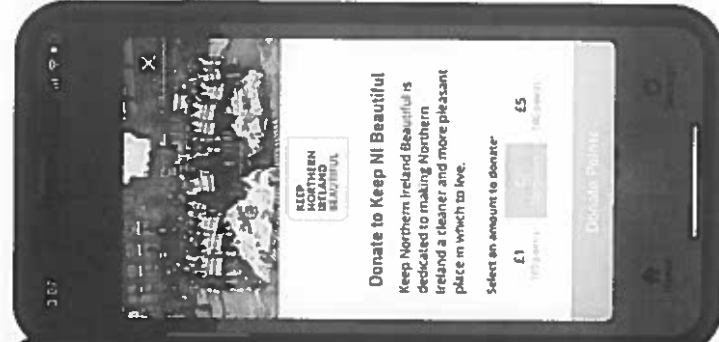 KEEP
NORTHERN
IRELAND
BEAUTIFUL
Donate to Keep NI Beautiful
Keep Northern Ireland Beautiful is
dedicated to making Northern
Ireland a cleaner and more pleasant
place in which to live.
Select an amount to donate
£1
£5
Donate Points